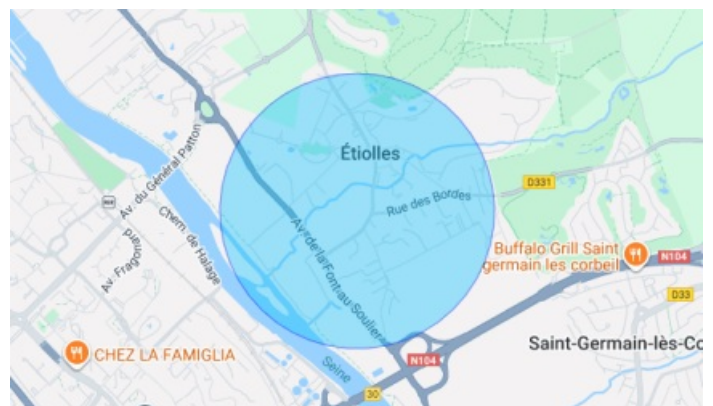 Étiolles
Av. du Général Patton
D331
Rue des Bordes
Chem. de Halage
Av. Fragonard
Av. de la Font au Soulier
Buffalo Grill Saint
germain les corbeil
N104
D33
Saint-Germain-lès-Co
CHEZ LA FAMIGLIA
N104
Seine
30